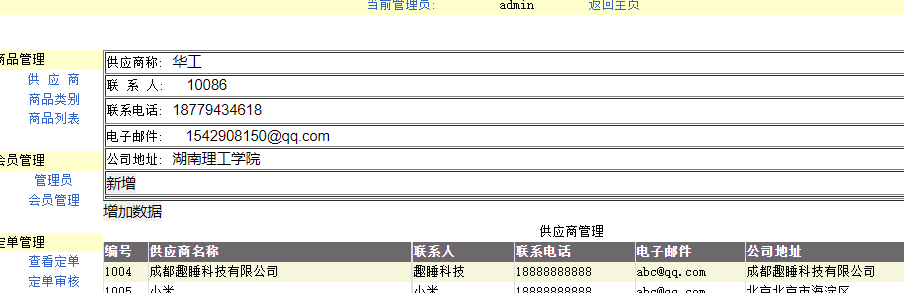 当前管理员: admin 返回主页
商品管理
供 应 商
商品类别
商品列表
会员管理
管理员
会员管理
定单管理
查看定单
定单审核
供应商称: 华工
联 系 人: 10086
联系电话: 18779434618
电子邮件: 1542908150@qq.com
公司地址: 湖南理工学院
新增
增加数据
供应商管理
编号 供应商名称 联系人 联系电话 电子邮件 公司地址
1004 成都趣睡科技有限公司 趣睡科技 18888888888 abc@qq.com 成都趣睡科技有限公司
1005 小米 小米 18888888888 abc@qq.com 北京北京市海淀区